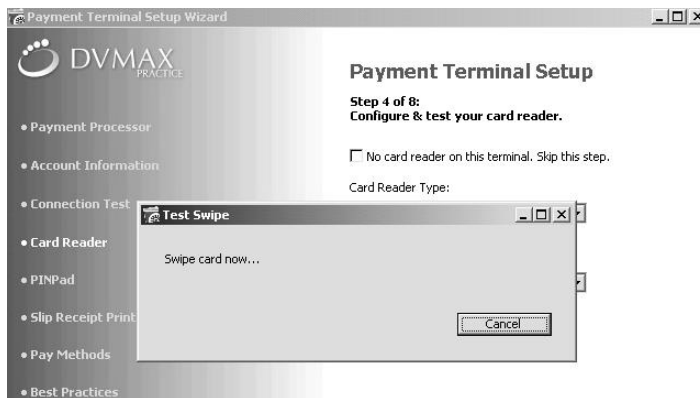 Payment Terminal Setup Wizard
DVMAX
PRACTICE
• Payment Processor
• Account Information
• Connection Test
• Card Reader
• PINPad
• Slip Receipt Print
• Pay Methods
• Best Practices
Payment Terminal Setup
Step 4 of 8:
Configure & test your card reader.
No card reader on this terminal. Skip this step.
Card Reader Type:
Test Swipe
Swipe card now...
Cancel